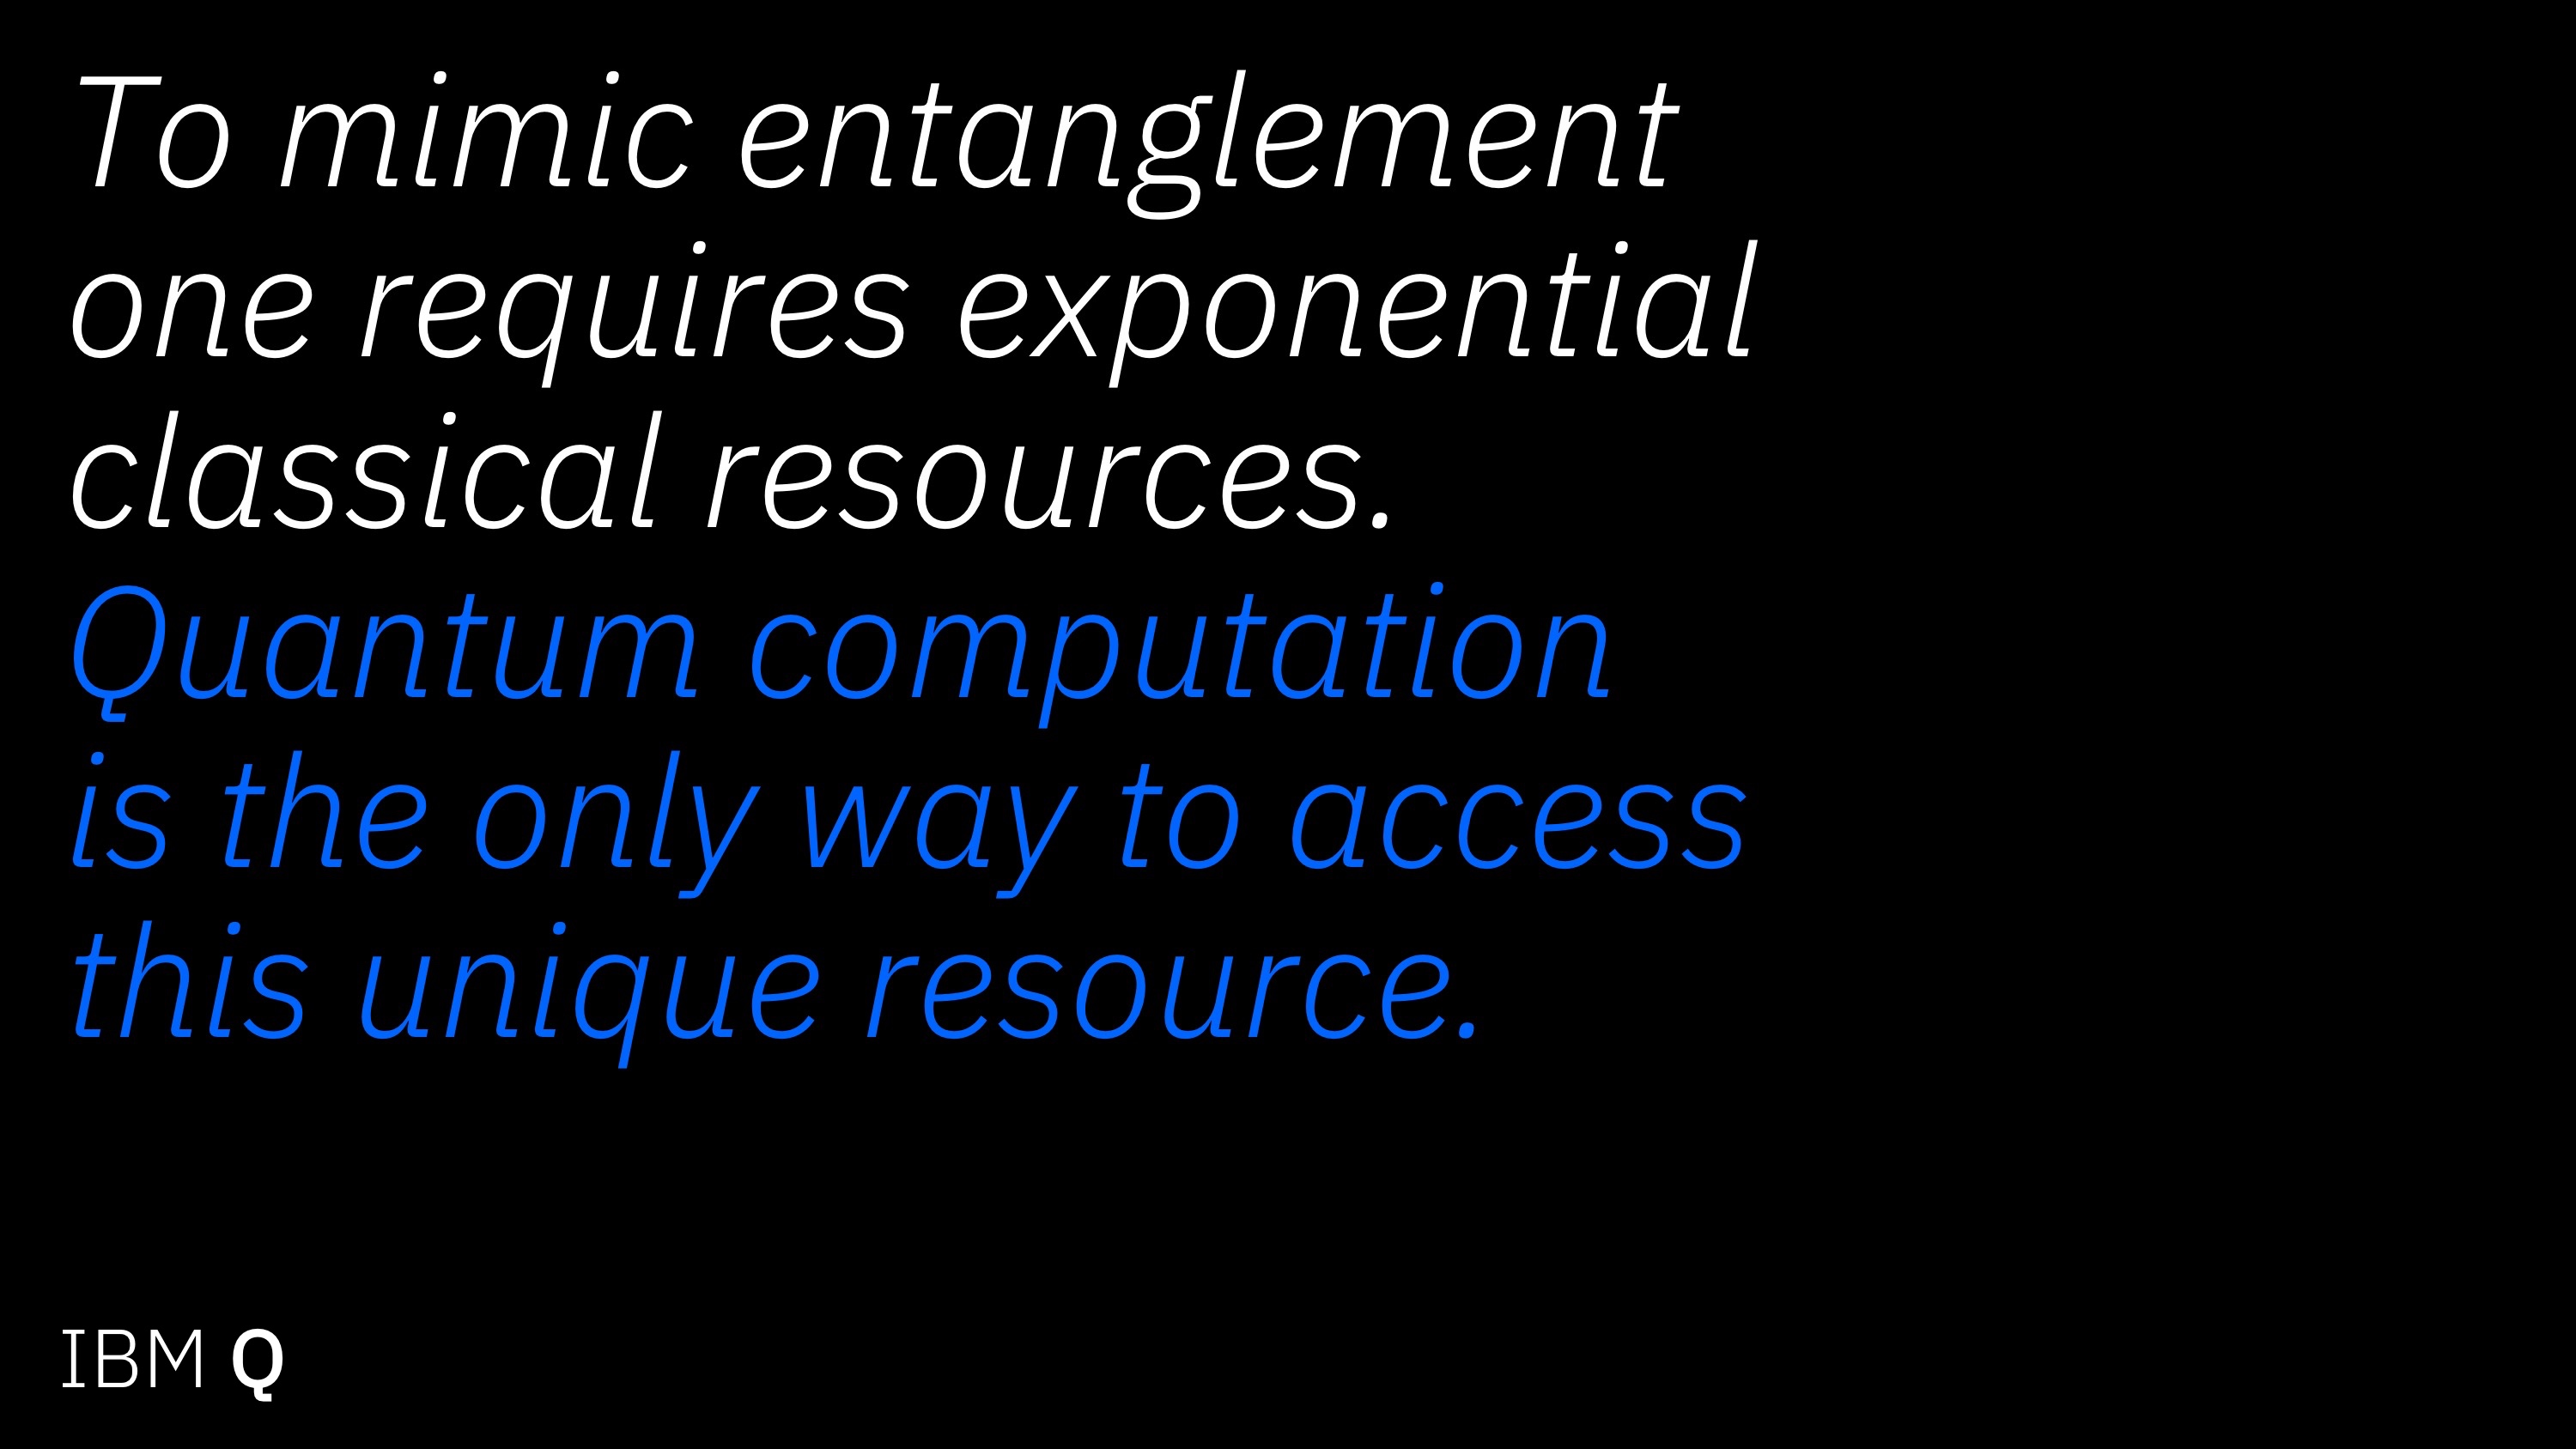 To mimic entanglement
one requires exponential
classical resources.
Quantum computation
is the only way to access
this unique resource.
IBM Q